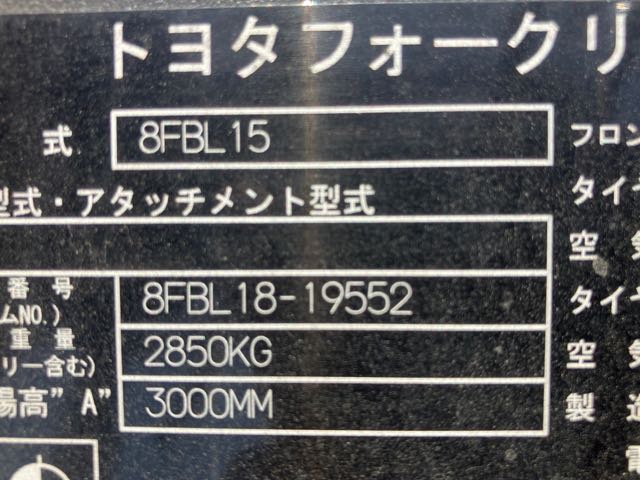 トヨタフォークリ
式 8FBL15 フロン
型式・アタッチメント型式 タイ
空
番号 8FBL18-19552 タイ
ムNO.)
重量 2850KG 空
リー含む)
揚高"A" 3000MM 製造
電